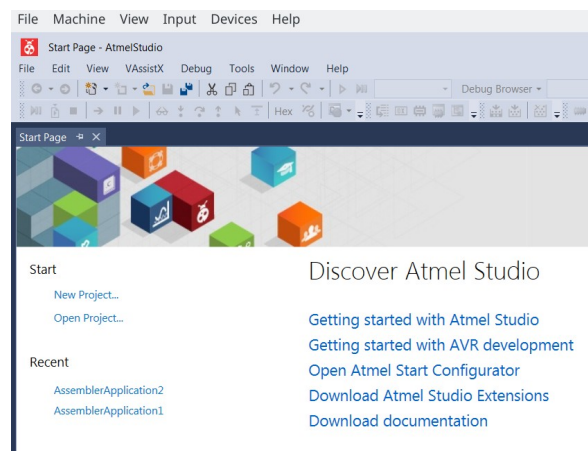 File Machine View Input Devices Help
Start Page - AtmelStudio
File Edit View VAssistX Debug Tools Window Help
Debug Browser
Hex
Start Page
Start
New Project...
Open Project...
Recent
AssemblerApplication2
AssemblerApplication1
Discover Atmel Studio
Getting started with Atmel Studio
Getting started with AVR development
Open Atmel Start Configurator
Download Atmel Studio Extensions
Download documentation